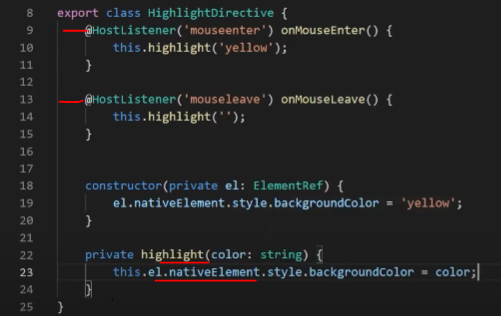 8 export class HighlightDirective {
9 @HostListener('mouseenter') onMouseEnter() {
10 this.highlight('yellow');
11 }
12
13 @HostListener('mouseleave') onMouseLeave() {
14 this.highlight('');
15 }
16
17
18 constructor(private el: ElementRef) {
19 el.nativeElement.style.backgroundColor = 'yellow';
20 }
21
22 private highlight(color: string) {
23 this.el.nativeElement.style.backgroundColor = color;
24 }
25 }